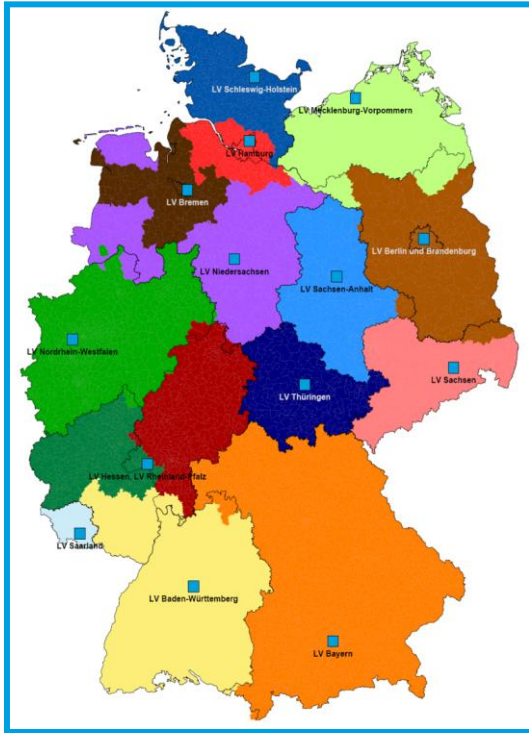 LV Schleswig-Holstein
LV Mecklenburg-Vorpommern
LV Hamburg
LV Bremen
LV Berlin und Brandenburg
LV Niedersachsen
LV Sachsen-Anhalt
LV Nordrhein-Westfalen
LV Sachsen
LV Thüringen
LV Hessen, LV Rheinland-Pfalz
LV Saarland
LV Baden-Württemberg
LV Bayern